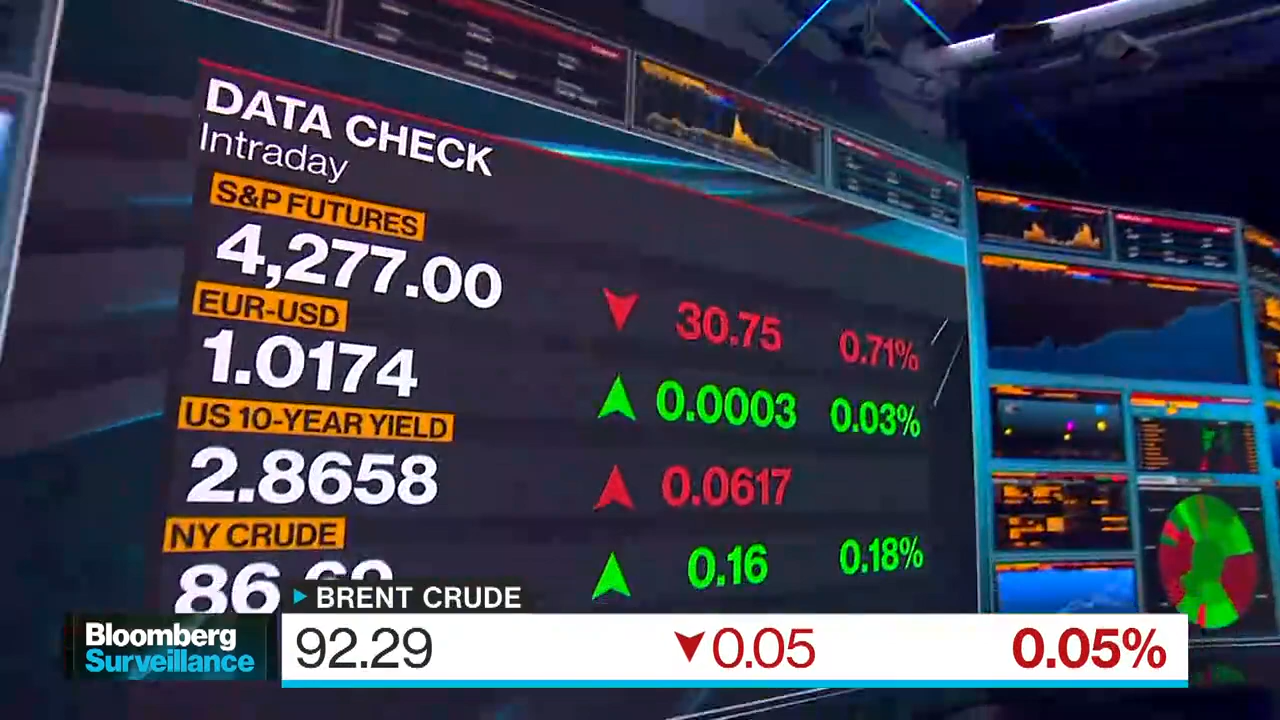 DATA CHECK
Intraday
S&P FUTURES
4,277.00
30.75 0.71%
EUR-USD
1.0174
0.0003 0.03%
US 10-YEAR YIELD
2.8658
0.0617
NY CRUDE
86
0.16 0.18%
BRENT CRUDE
Bloomberg
Surveillance
92.29 0.05 0.05%